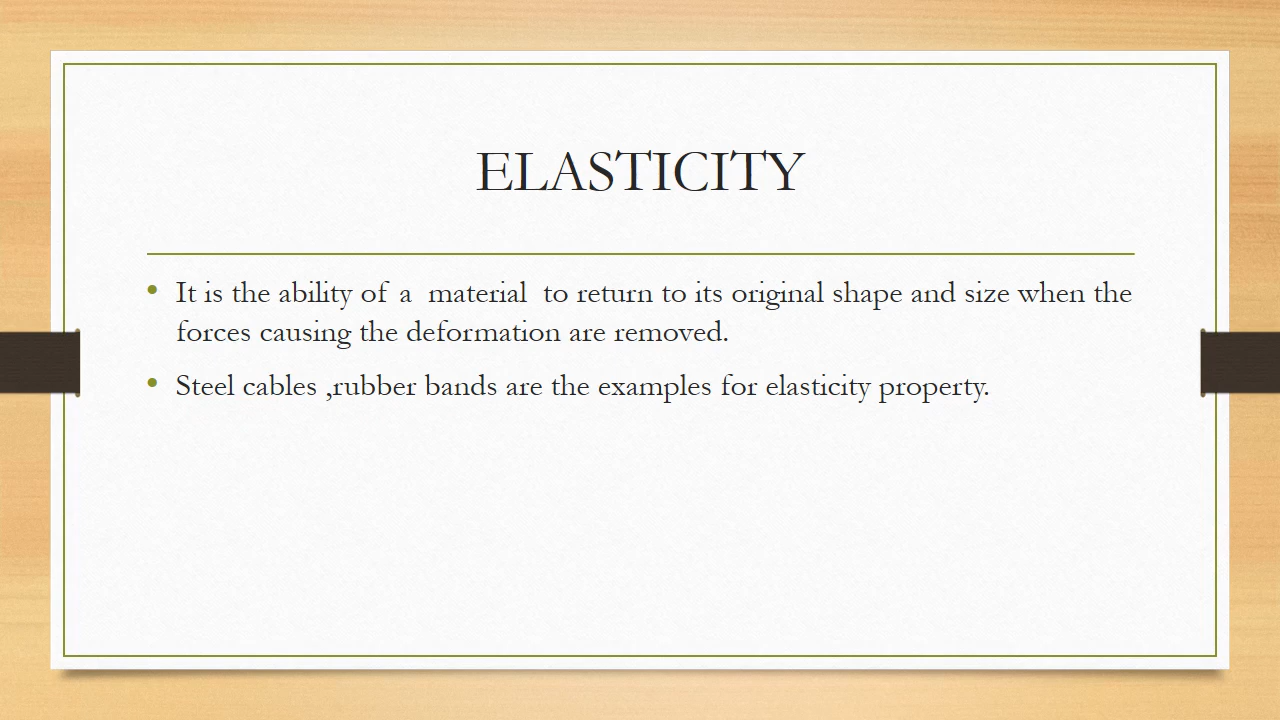 ELASTICITY
• It is the ability of a  material  to return to its original shape and size when the
forces causing the deformation are removed.
• Steel cables ,rubber bands are the examples for elasticity property.